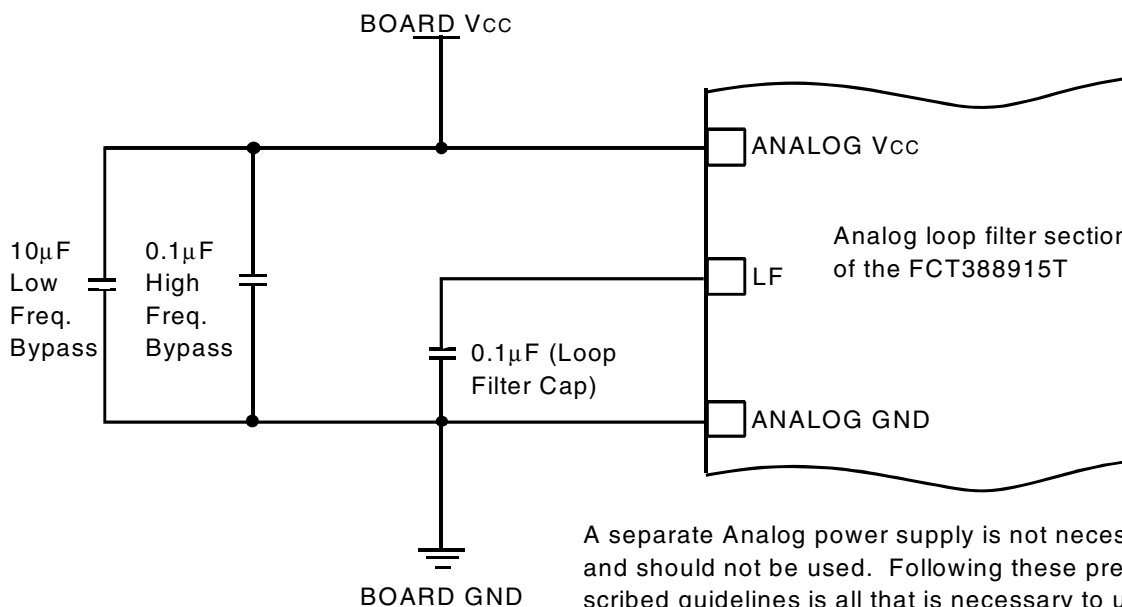 BOARD VCC
ANALOG VCC
10μF
Low
Freq.
Bypass
0.1μF
High
Freq.
Bypass
Analog loop filter section
of the FCT388915T
LF
0.1μF (Loop
Filter Cap)
ANALOG GND
A separate Analog power supply is not neces
and should not be used. Following these pre
scribed guidelines is all that is necessary to u
BOARD GND